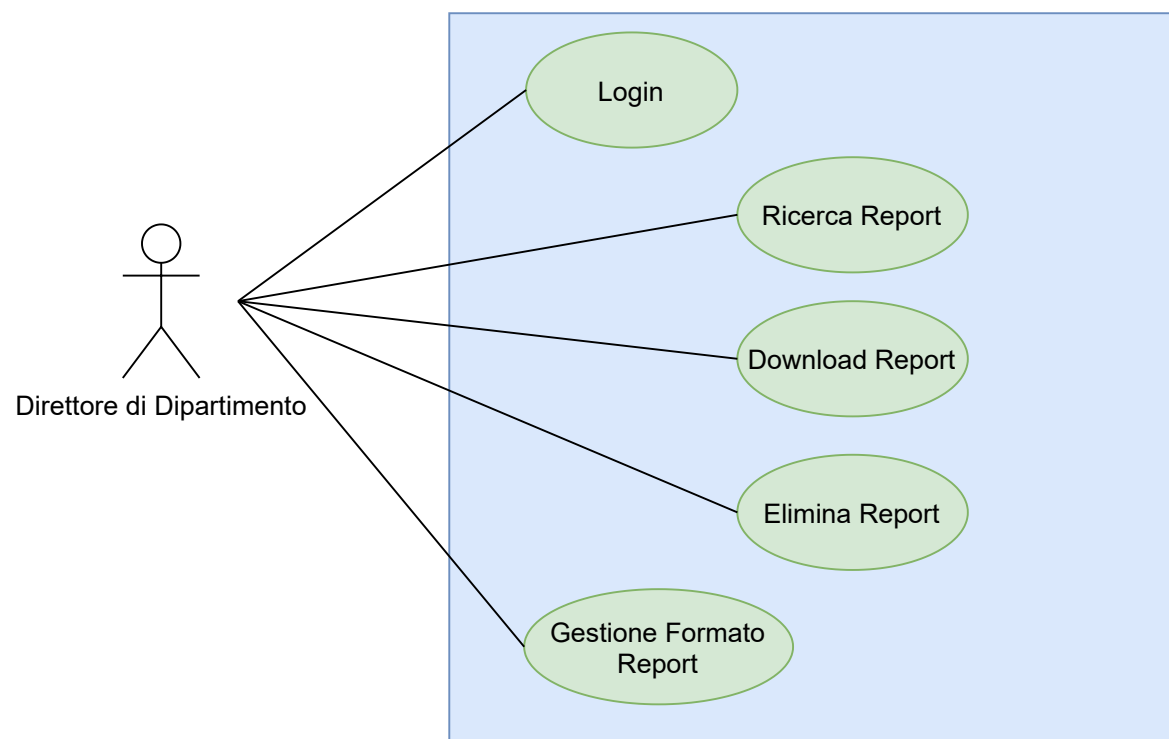 Login
Ricerca Report
Download Report
Direttore di Dipartimento
Elimina Report
Gestione Formato
Report